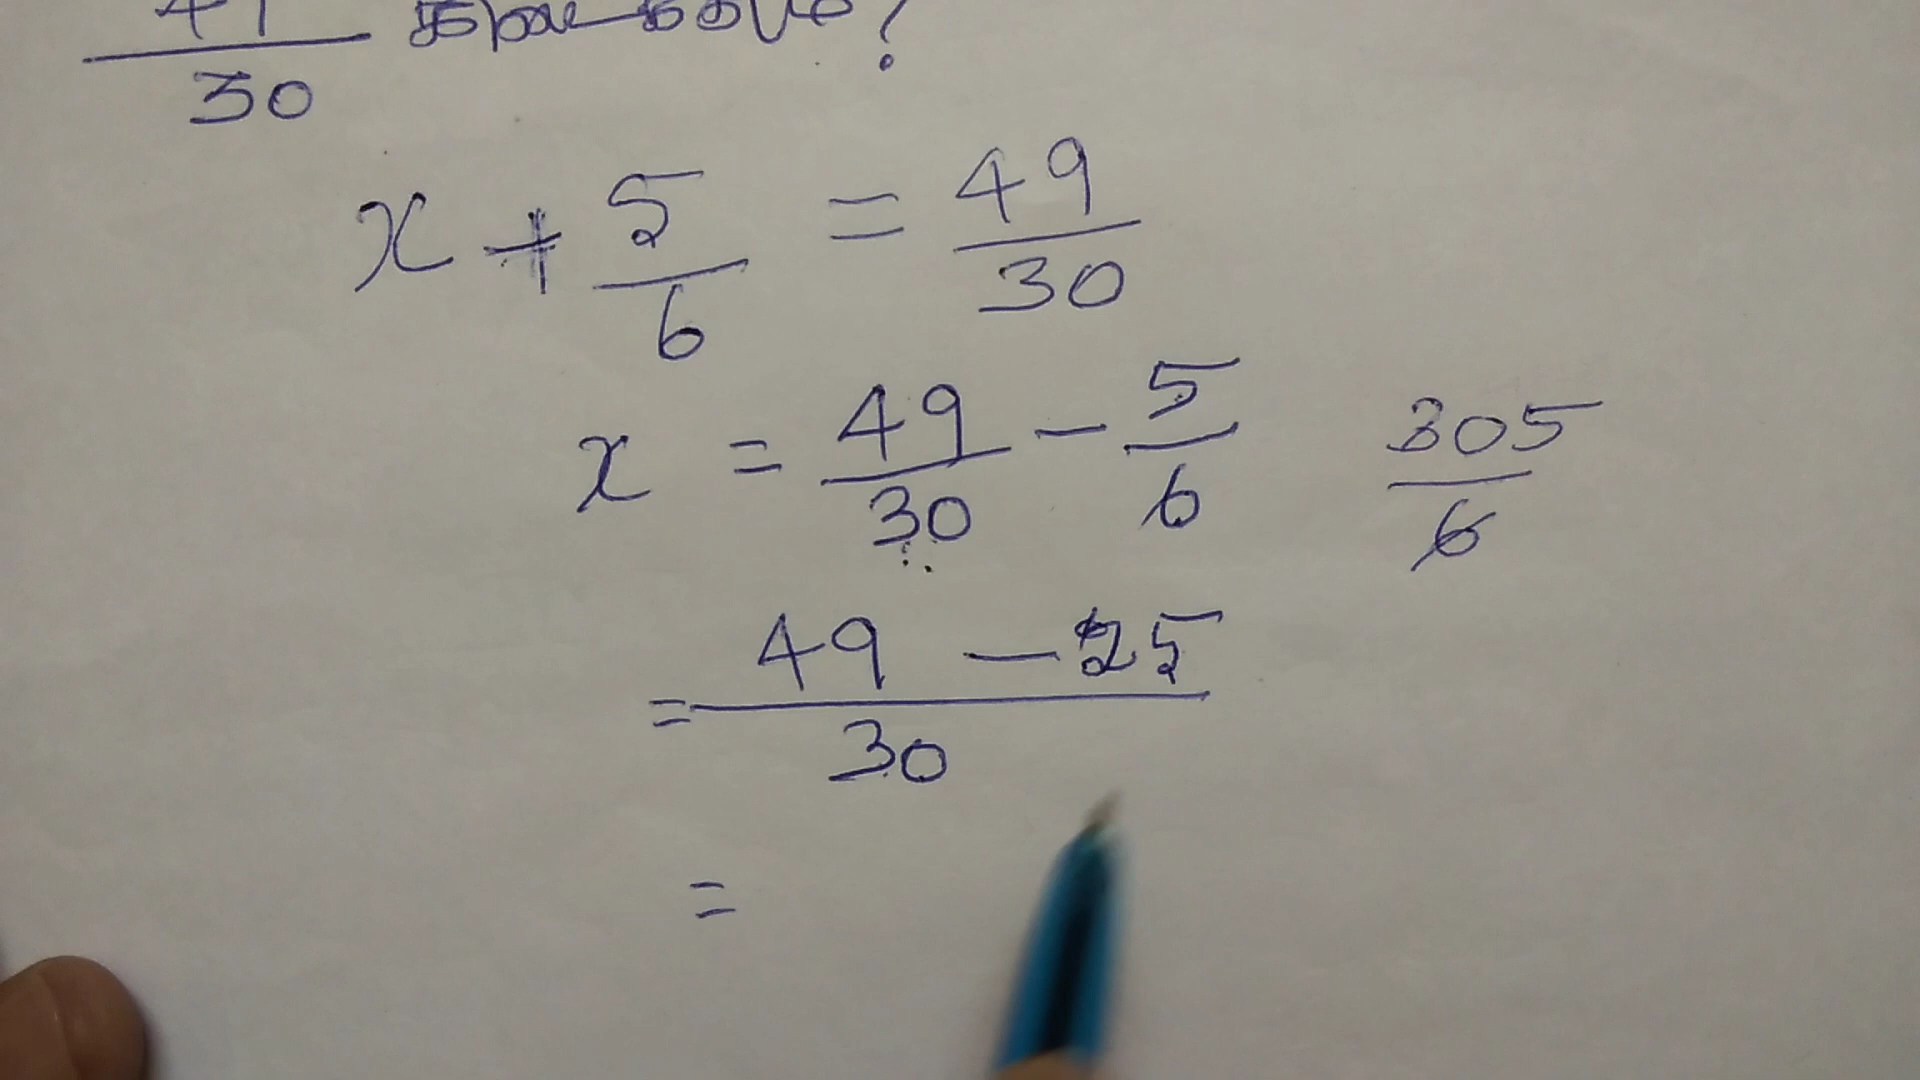 30
x + 5/6 = 49/30
x = 49/30 - 5/6
305/6
= (49 - 25)/30
=